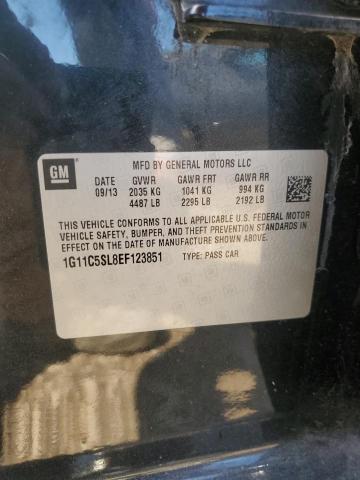 GM
MFD BY GENERAL MOTORS LLC
DATE GVWR GAWR FRT GAWR RR
09/13 2035 KG 1041 KG 994 KG
4487 LB 2295 LB 2192 LB
THIS VEHICLE CONFORMS TO ALL APPLICABLE U.S. FEDERAL MOTOR
VEHICLE SAFETY, BUMPER, AND THEFT PREVENTION STANDARDS IN
EFFECT ON THE DATE OF MANUFACTURE SHOWN ABOVE.
1G11C5SL8EF123851 TYPE: PASS CAR